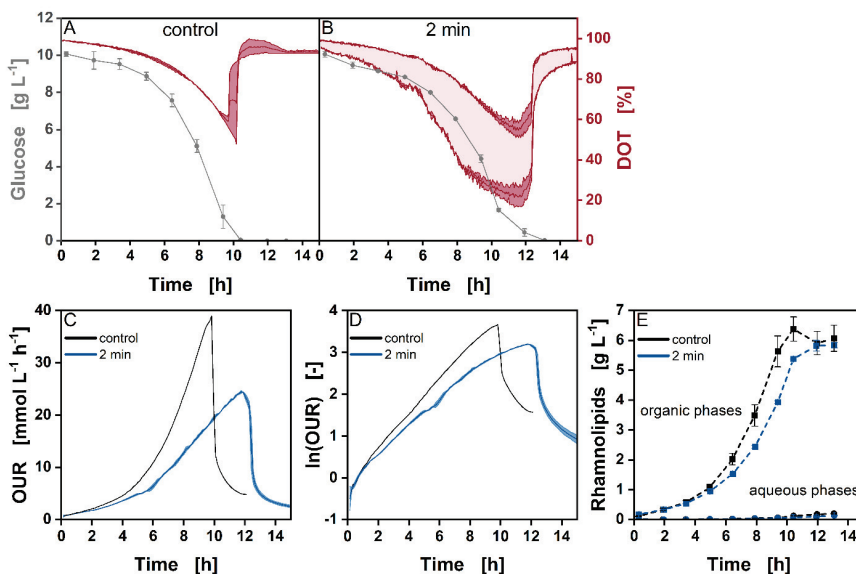 A control
B 2 min
12
10
8
6
4
2
0
Glucose [g L⁻¹]
100
80
60
40
20
0
DOT [%]
0 2 4 6 8 10 12 14
0 2 4 6 8 10 12 14
Time [h]
Time [h]
C
control
2 min
40
30
20
10
0
OUR [mmol L⁻¹ h⁻¹]
0 2 4 6 8 10 12 14
Time [h]
D
control
2 min
4
3
2
1
0
-1
ln(OUR) [-]
0 2 4 6 8 10 12 14
Time [h]
E
control
2 min
organic phases
aqueous phases
7
6
5
4
3
2
1
0
Rhamnolipids [g L⁻¹]
0 2 4 6 8 10 12 14
Time [h]